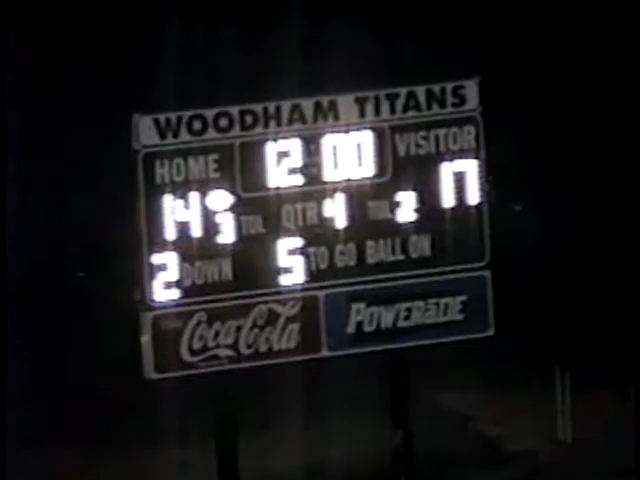 WOODHAM TITANS
HOME 12:00 VISITOR
14 3 TOL QTR 4 TOL 2 17
2 DOWN 5 TO GO BALL ON
Coca-Cola POWERADE